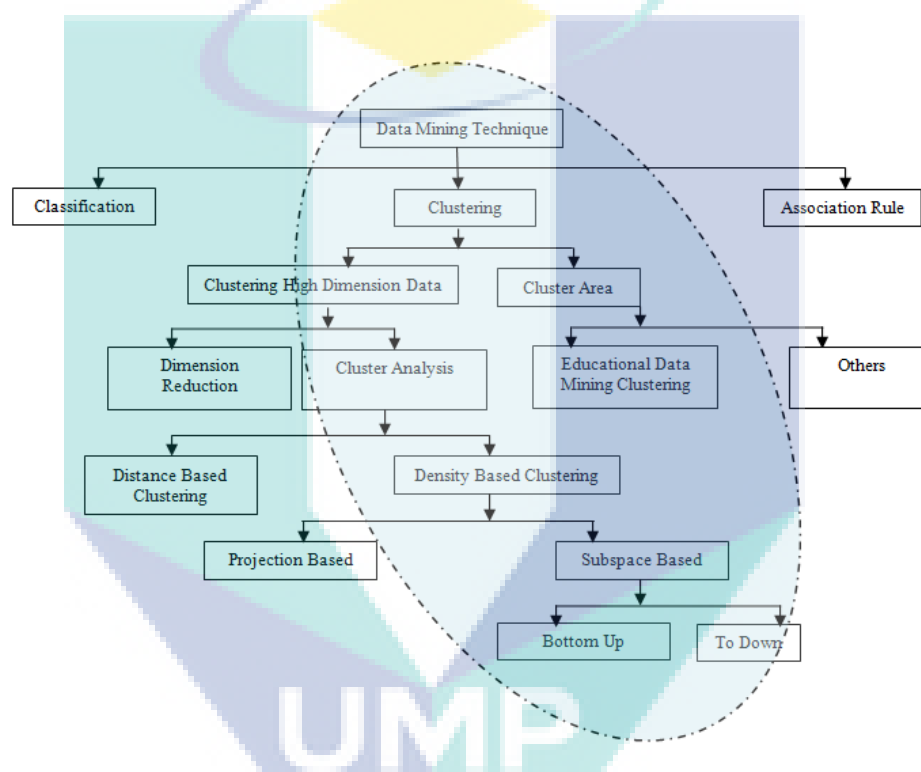 Data Mining Technique
Classification
Clustering
Association Rule
Clustering High Dimension Data
Cluster Area
Dimension
Reduction
Cluster Analysis
Educational Data
Mining Clustering
Others
Distance Based
Clustering
Density Based Clustering
Projection Based
Subspace Based
Bottom Up
To Down
UMP